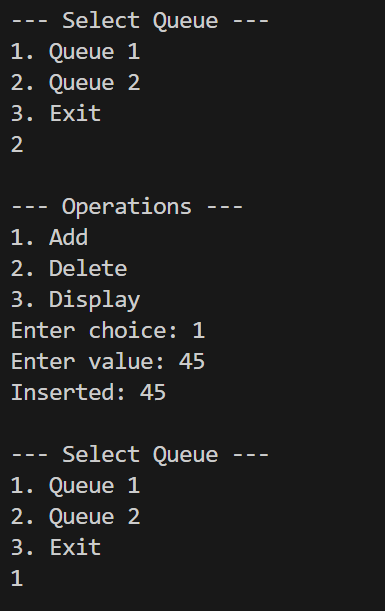 --- Select Queue ---
1. Queue 1
2. Queue 2
3. Exit
2

--- Operations ---
1. Add
2. Delete
3. Display
Enter choice: 1
Enter value: 45
Inserted: 45

--- Select Queue ---
1. Queue 1
2. Queue 2
3. Exit
1